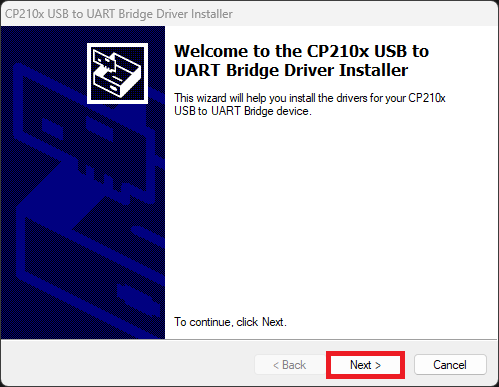 CP210x USB to UART Bridge Driver Installer
Welcome to the CP210x USB to
UART Bridge Driver Installer
This wizard will help you install the drivers for your CP210x
USB to UART Bridge device.
To continue, click Next.
< Back
Next >
Cancel